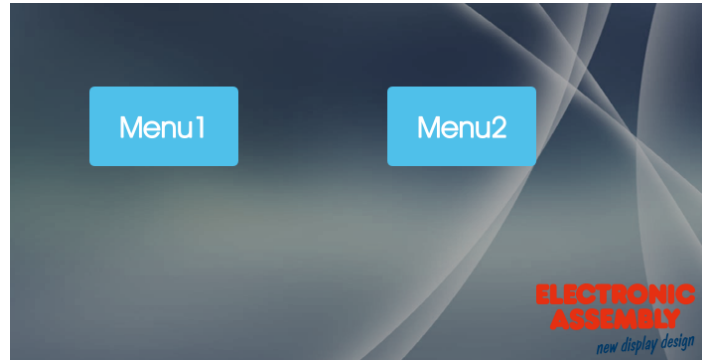 Menu1
Menu2
ELECTRONIC
ASSEMBLY
new display design